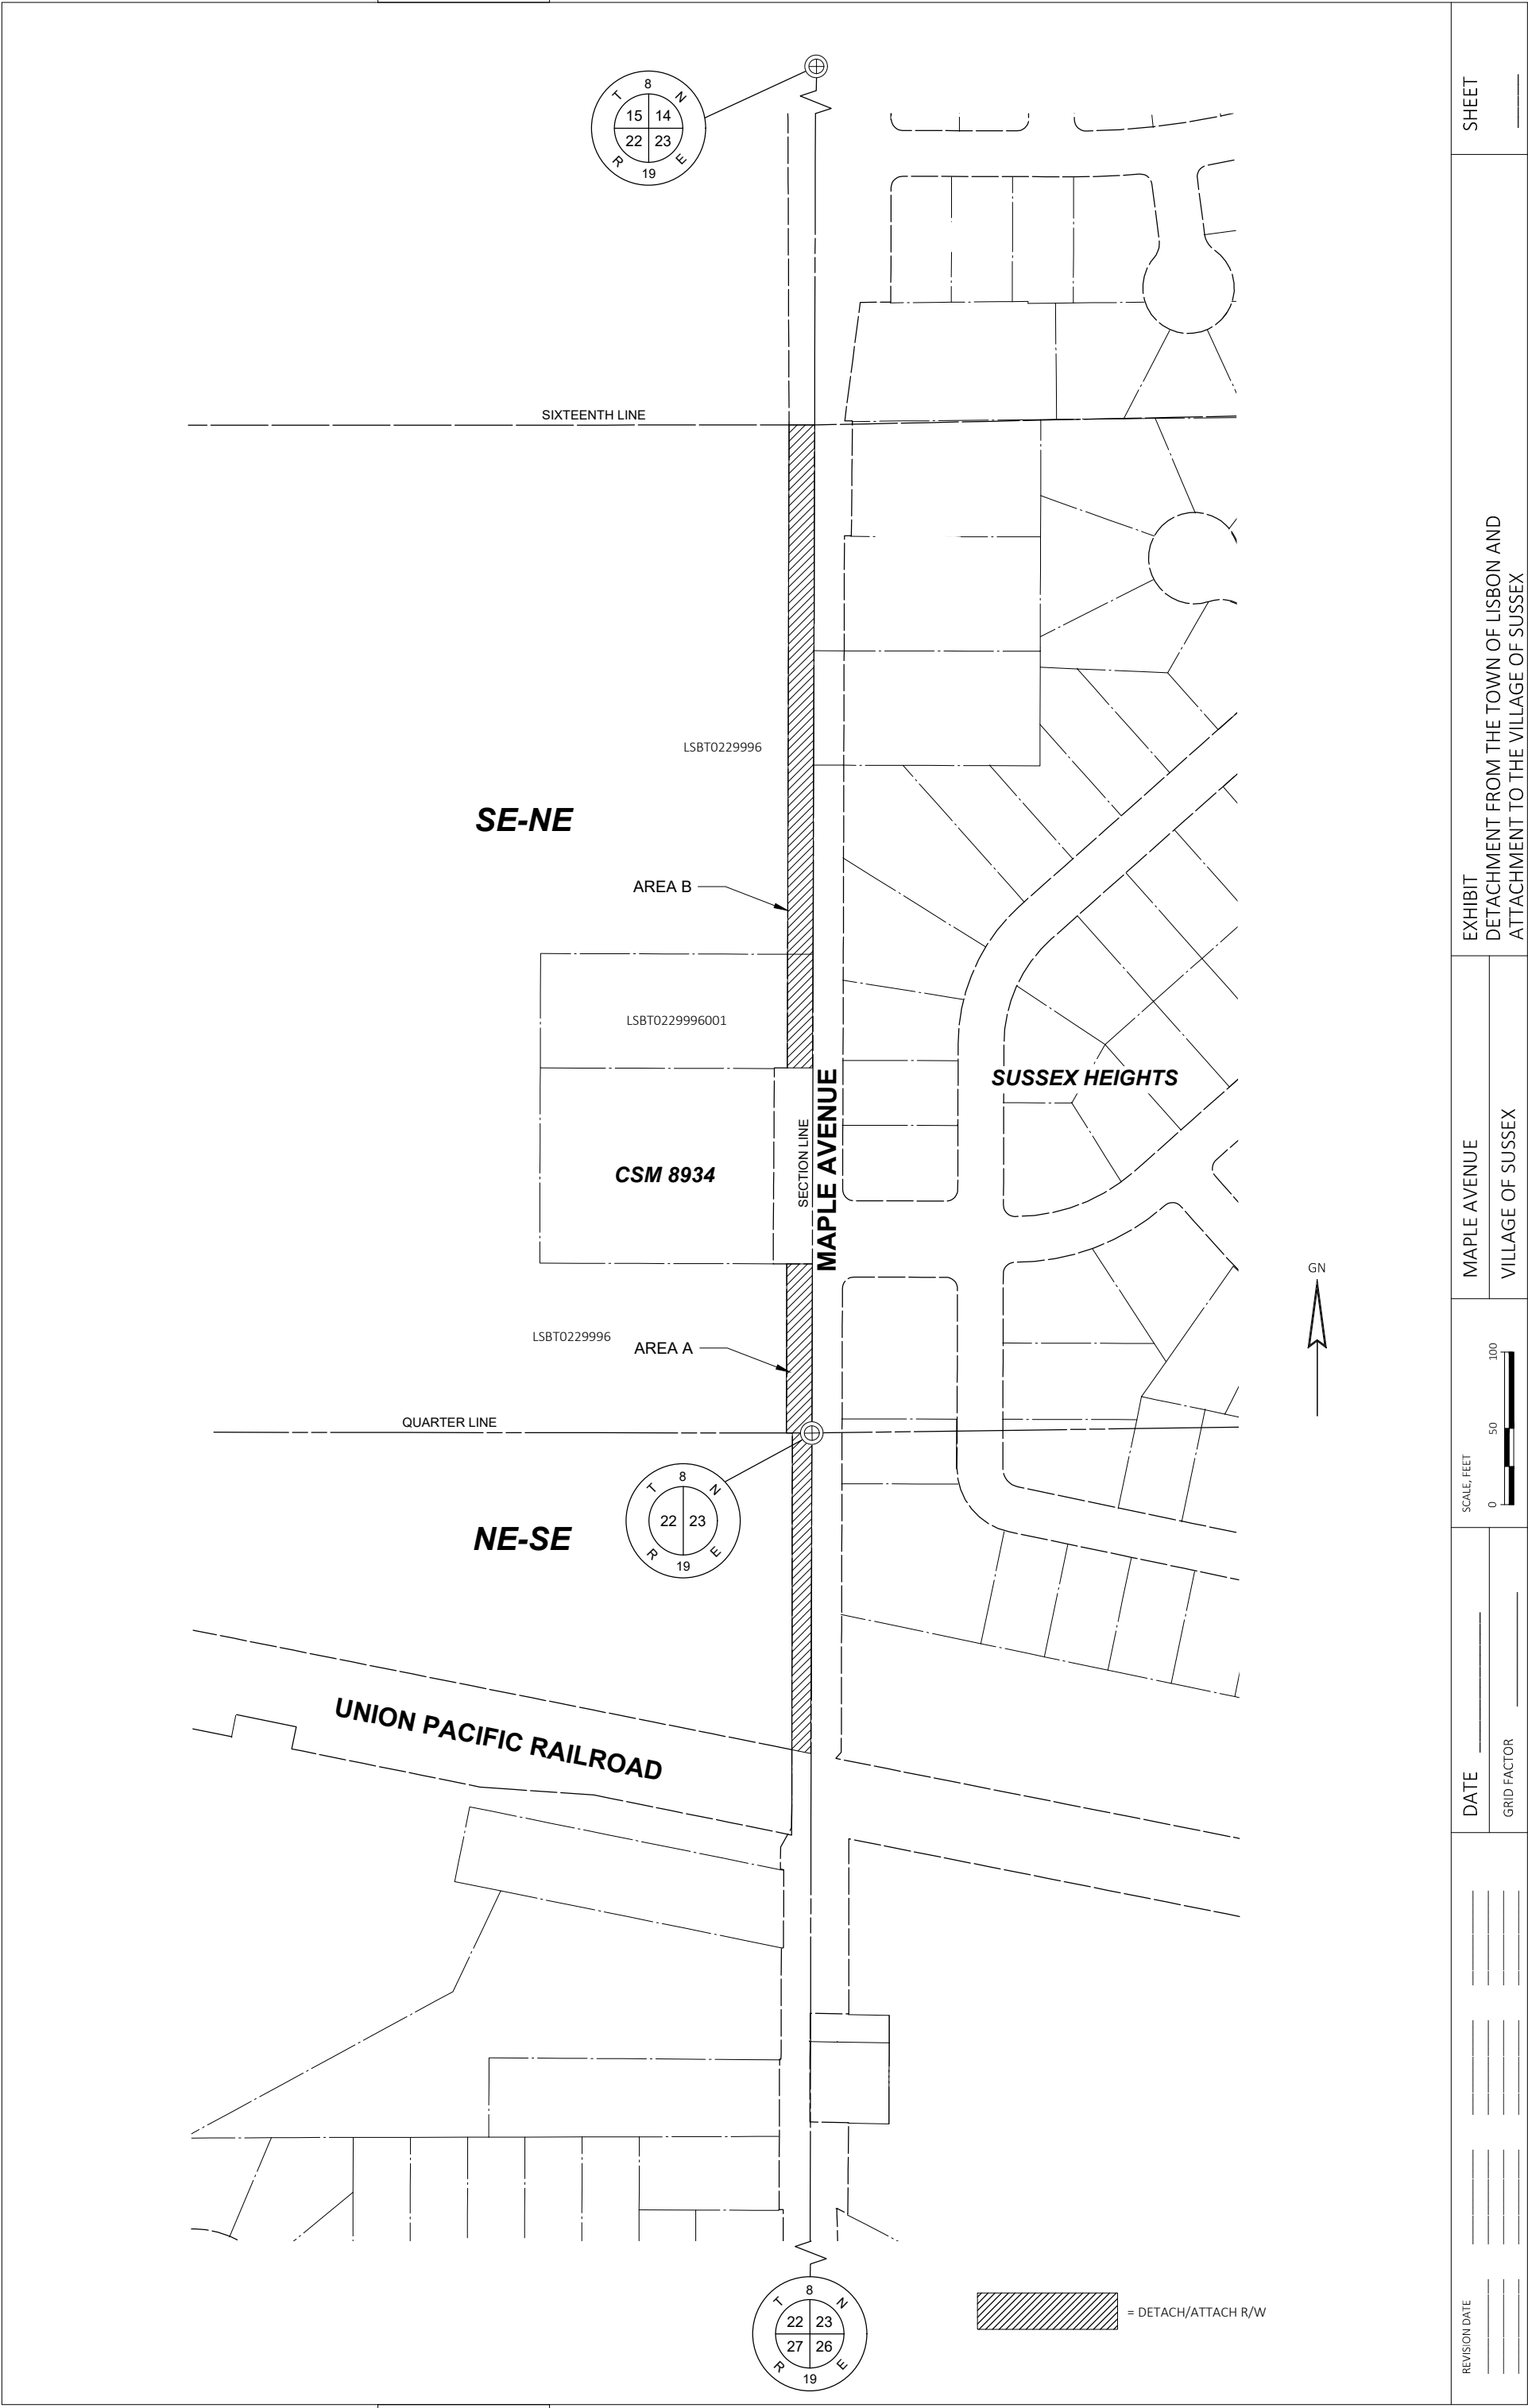 8
T N
15 14
22 23
R E
19
SIXTEENTH LINE
LSBT0229996
SE-NE
AREA B
LSBT0229996001
SUSSEX HEIGHTS
MAPLE AVENUE
SECTION LINE
CSM 8934
GN
LSBT0229996
AREA A
QUARTER LINE
8
T N
22 23
R E
19
NE-SE
UNION PACIFIC RAILROAD
8
T N
22 23
27 26
R E
19
= DETACH/ATTACH R/W
REVISION DATE
DATE
GRID FACTOR
SCALE, FEET
0 50 100
MAPLE AVENUE
VILLAGE OF SUSSEX
EXHIBIT
DETACHMENT FROM THE TOWN OF LISBON AND
ATTACHMENT TO THE VILLAGE OF SUSSEX
SHEET